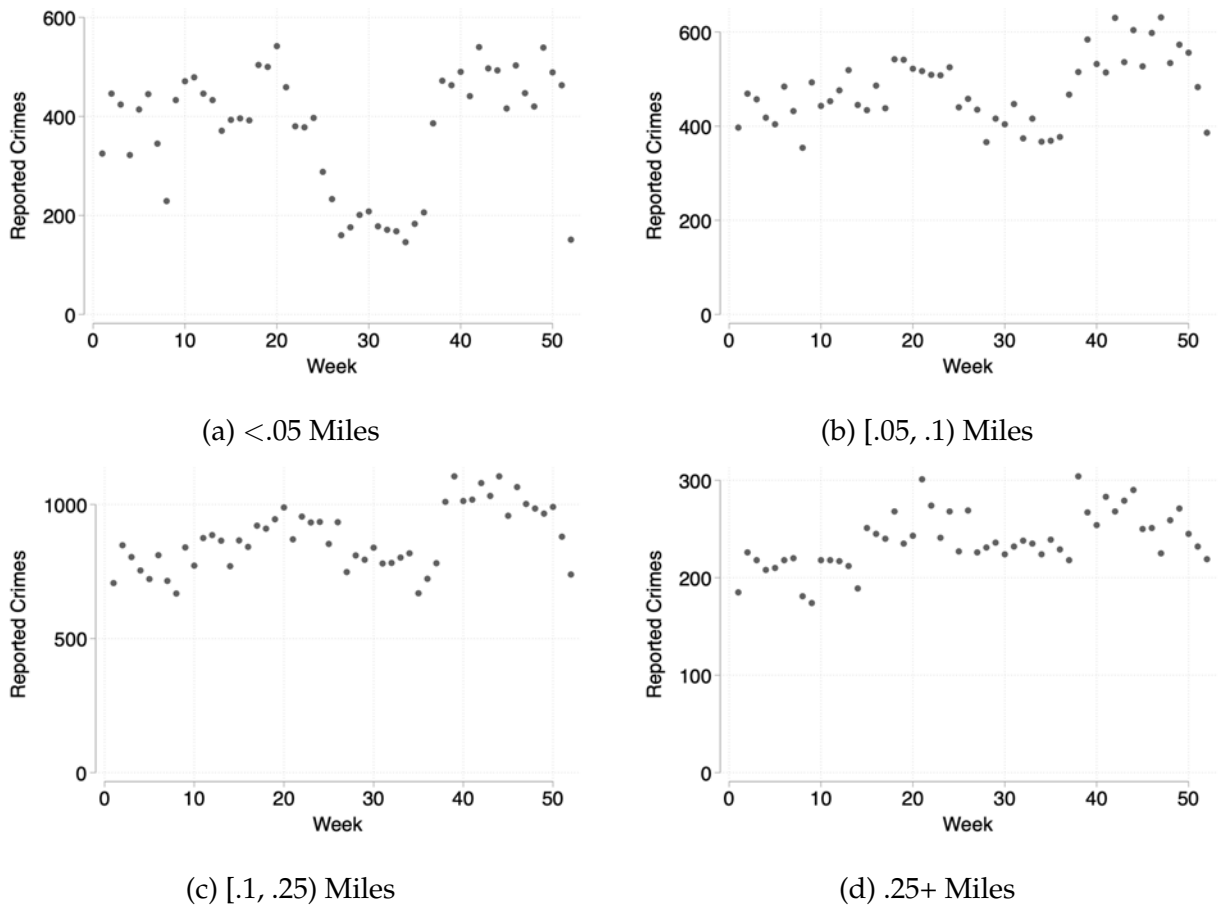 600
400
200
0
Reported Crimes
0 10 20 30 40 50
Week
(a) <.05 Miles
600
400
200
0
Reported Crimes
0 10 20 30 40 50
Week
(b) [.05, .1) Miles
1000
500
0
Reported Crimes
0 10 20 30 40 50
Week
(c) [.1, .25) Miles
300
200
100
0
Reported Crimes
0 10 20 30 40 50
Week
(d) .25+ Miles